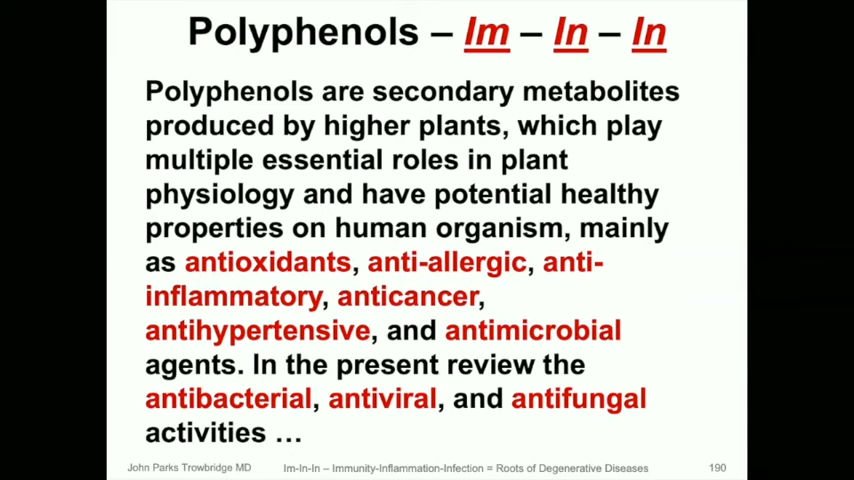 Polyphenols – Im – In – In
Polyphenols are secondary metabolites
produced by higher plants, which play
multiple essential roles in plant
physiology and have potential healthy
properties on human organism, mainly
as antioxidants, anti-allergic, anti-
inflammatory, anticancer,
antihypertensive, and antimicrobial
agents. In the present review the
antibacterial, antiviral, and antifungal
activities …
John Parks Trowbridge MD Im-In-In – Immunity-Inflammation-Infection = Roots of Degenerative Diseases 190